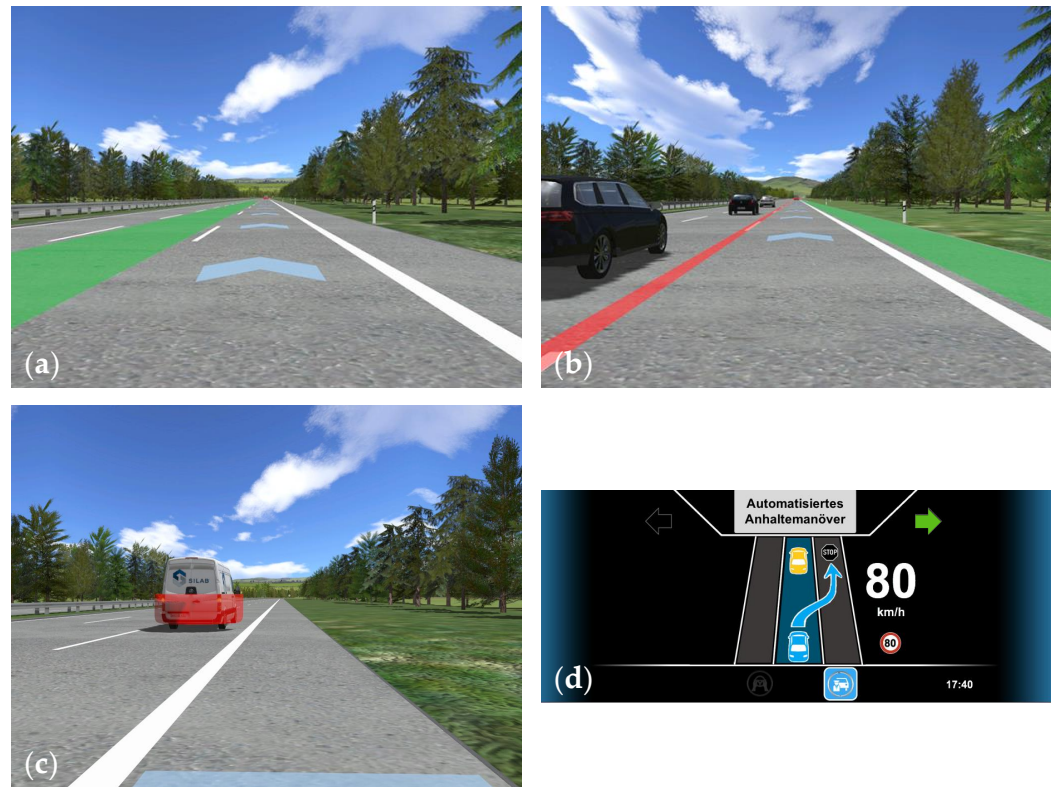 (a)
(b)
SILAB
(c)
Automatisiertes
Anhaltemanöver
STOP
80
km/h
80
(d)
17:40